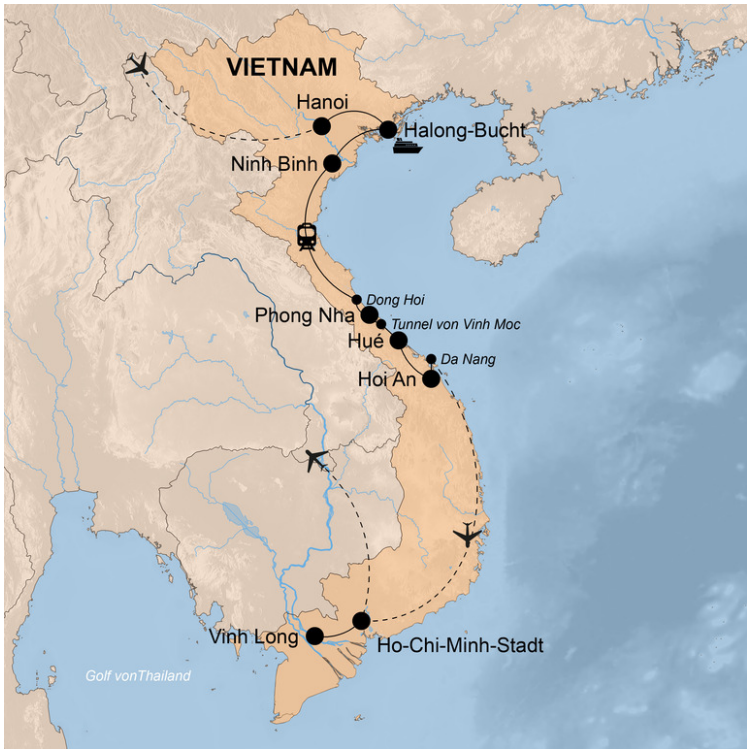 VIETNAM
Hanoi
Halong-Bucht
Ninh Binh
Dong Hoi
Phong Nha
Tunnel von Vinh Moc
Hué
Da Nang
Hoi An
Vinh Long
Ho-Chi-Minh-Stadt
Golf vonThailand